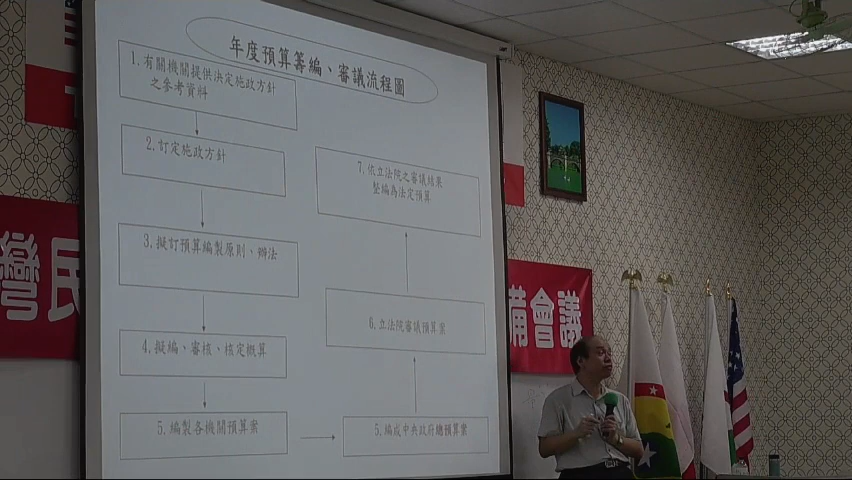 年度預算籌編、審議流程圖
1.有關機關提供決定施政方針
之參考資料
2.訂定施政方針
3.擬訂預算編製原則、辦法
4.擬編、審核、核定概算
5.編製各機關預算案
5.編成中央政府總預算案
6.立法院審議預算案
7.依立法院之審議結果
整編為法定預算
灣民
備會議